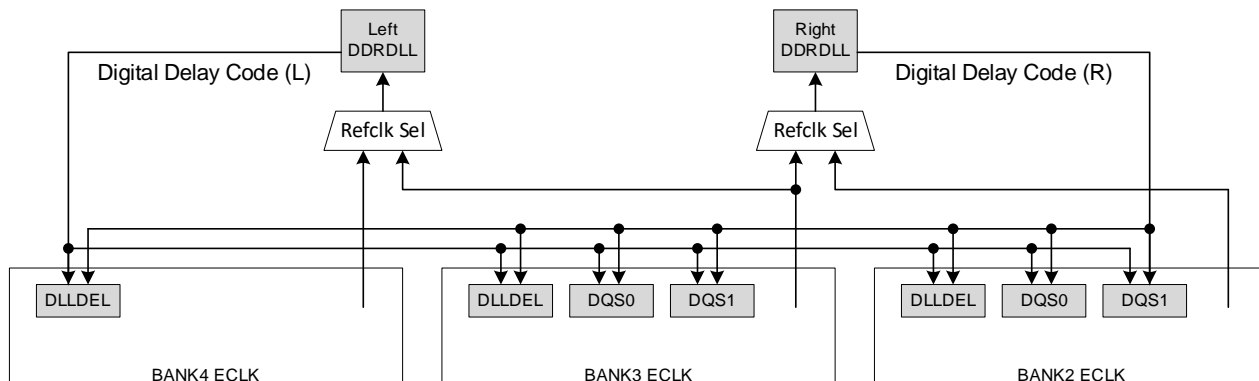 Left
DDRDLL
Right
DDRDLL
Digital Delay Code (L)
Digital Delay Code (R)
Refclk Sel
Refclk Sel
DLLDEL
DLLDEL
DQS0
DQS1
DLLDEL
DQS0
DQS1
BANK4 ECLK
BANK3 ECLK
BANK2 ECLK